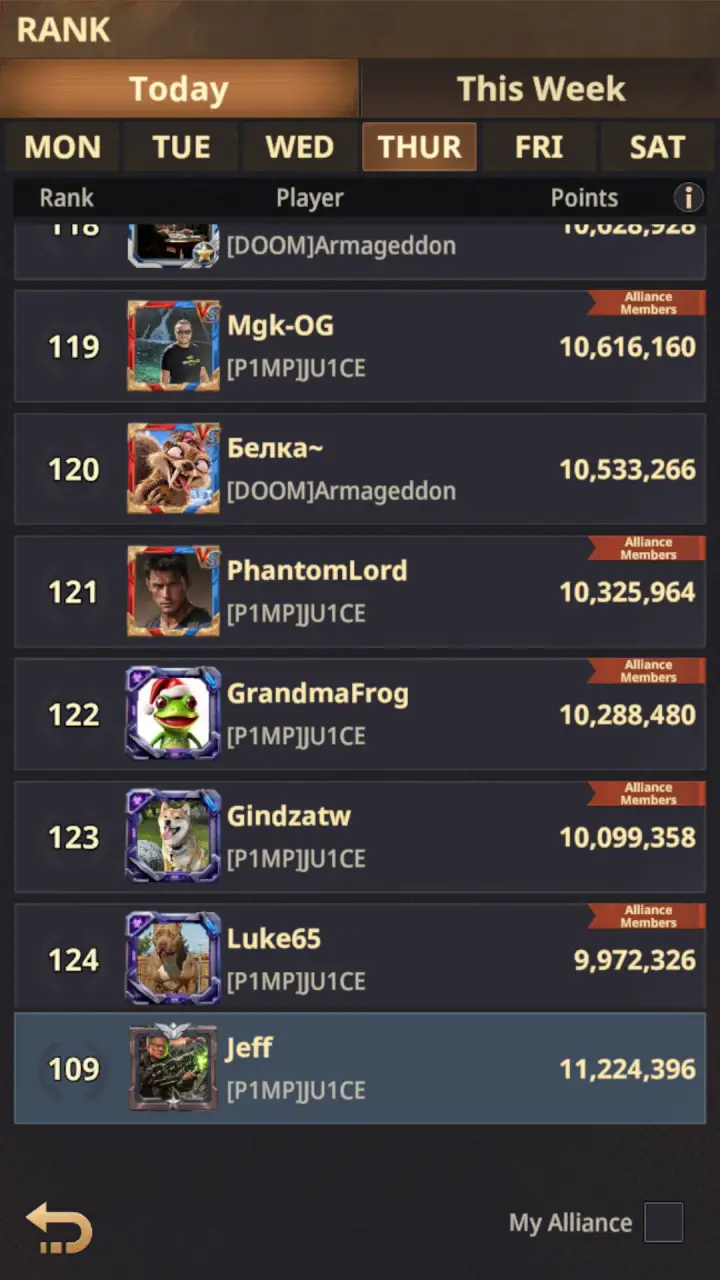 RANK
Today
This Week
MON TUE WED THUR FRI SAT
Rank Player Points i
118
[DOOM]Armageddon
10,628,928
Alliance
Members
119
Mgk-OG
[P1MP]JU1CE
10,616,160
120
Белка~
[DOOM]Armageddon
10,533,266
Alliance
Members
121
PhantomLord
[P1MP]JU1CE
10,325,964
Alliance
Members
122
GrandmaFrog
[P1MP]JU1CE
10,288,480
Alliance
Members
123
Gindzatw
[P1MP]JU1CE
10,099,358
Alliance
Members
124
Luke65
[P1MP]JU1CE
9,972,326
109
Jeff
[P1MP]JU1CE
11,224,396
My Alliance